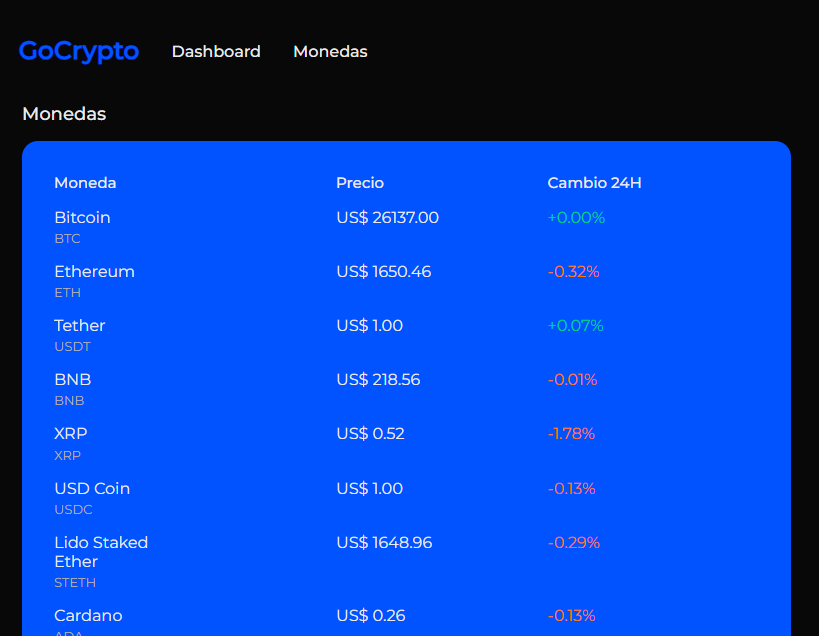 GoCrypto Dashboard Monedas
Monedas
Moneda Precio Cambio 24H
Bitcoin US$ 26137.00 +0.00%
BTC
Ethereum US$ 1650.46 -0.32%
ETH
Tether US$ 1.00 +0.07%
USDT
BNB US$ 218.56 -0.01%
BNB
XRP US$ 0.52 -1.78%
XRP
USD Coin US$ 1.00 -0.13%
USDC
Lido Staked US$ 1648.96 -0.29%
Ether
STETH
Cardano US$ 0.26 -0.13%
ADA